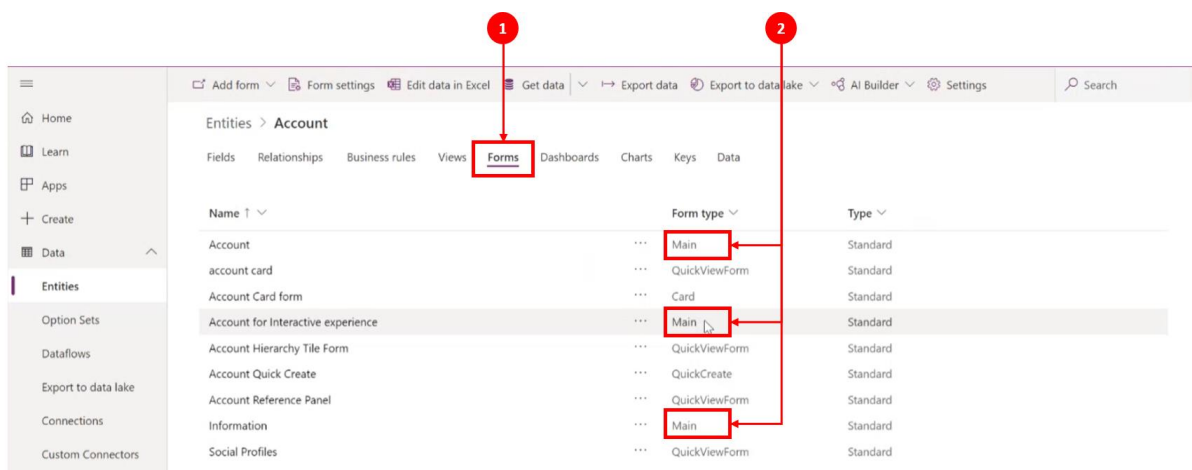 1 2
Add form Form settings Edit data in Excel Get data Export data Export to data lake AI Builder Settings Search
Home
Learn
Apps
Create
Data
Entities
Option Sets
Dataflows
Export to data lake
Connections
Custom Connectors
Entities > Account
Fields Relationships Business rules Views Forms Dashboards Charts Keys Data
Name ↑ Form type Type
Account ... Main Standard
account card ... QuickViewForm Standard
Account Card form ... Card Standard
Account for Interactive experience ... Main Standard
Account Hierarchy Tile Form ... QuickViewForm Standard
Account Quick Create ... QuickCreate Standard
Account Reference Panel ... QuickViewForm Standard
Information ... Main Standard
Social Profiles ... QuickViewForm Standard